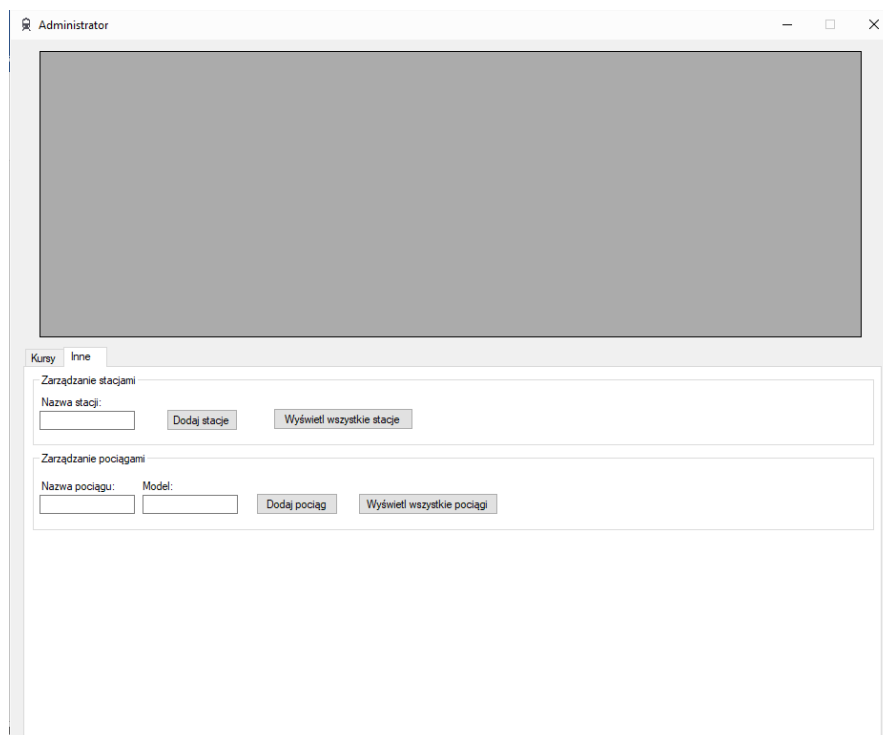 Administrator
Kursy Inne
Zarządzanie stacjami
Nazwa stacji:
Dodaj stacje Wyświetl wszystkie stacje
Zarządzanie pociągami
Nazwa pociągu: Model:
Dodaj pociąg Wyświetl wszystkie pociągi